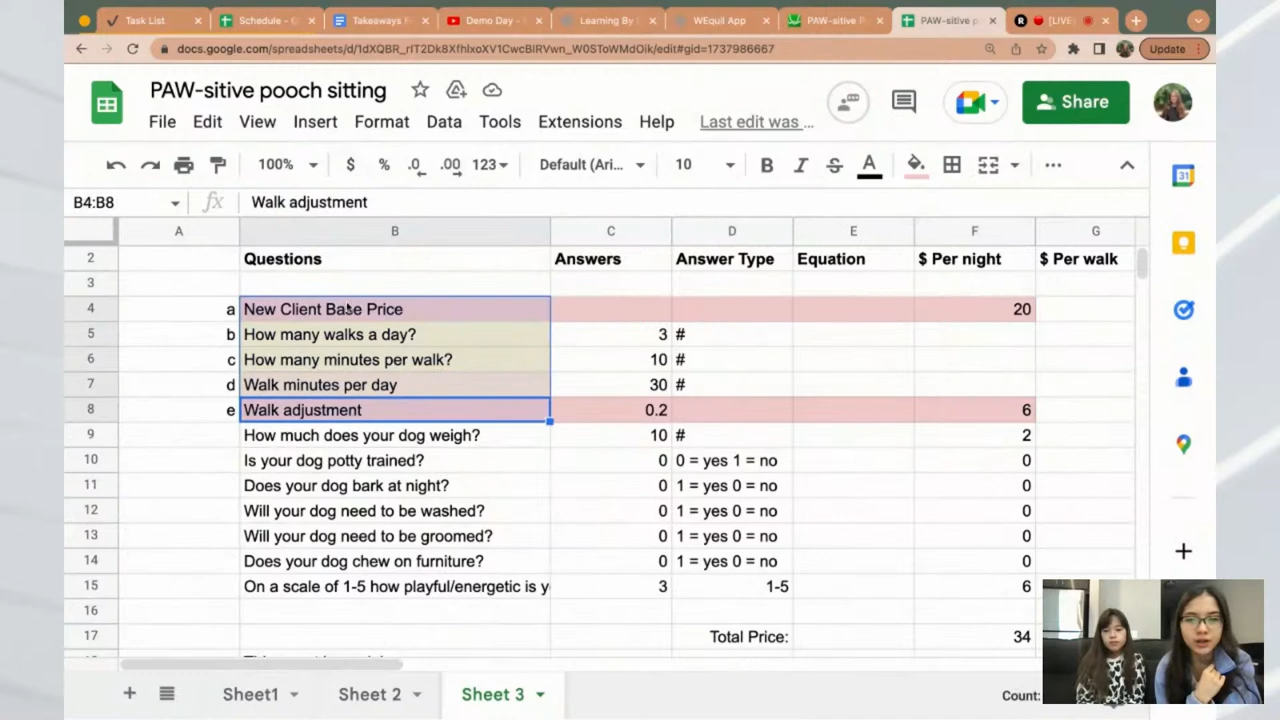 Task List
Schedule - G
Takeaways F
Demo Day -
Learning By
WEquil App
PAW-sitive P
PAW-sitive p
[LIVE]
docs.google.com/spreadsheets/d/1dXQBR_rIT2Dk8XfhlxoXV1CwcBlRVwn_W0SToWMdOik/edit#gid=1737986667
Update
PAW-sitive pooch sitting
File Edit View Insert Format Data Tools Extensions Help Last edit was ...
Share
100% $ % .0 .00 123 Default (Ari... 10 B I S A
B4:B8 fx Walk adjustment
A B C D E F G
2 Questions Answers Answer Type Equation $ Per night $ Per walk
3
4 a New Client Base Price 20
5 b How many walks a day? 3 #
6 c How many minutes per walk? 10 #
7 d Walk minutes per day 30 #
8 e Walk adjustment 0.2 6
9 How much does your dog weigh? 10 # 2
10 Is your dog potty trained? 0 0 = yes 1 = no 0
11 Does your dog bark at night? 0 1 = yes 0 = no 0
12 Will your dog need to be washed? 0 1 = yes 0 = no 0
13 Will your dog need to be groomed? 0 1 = yes 0 = no 0
14 Does your dog chew on furniture? 0 1 = yes 0 = no 0
15 On a scale of 1-5 how playful/energetic is y 3 1-5 6
16
17 Total Price: 34
Sheet1 Sheet 2 Sheet 3 Count:
31